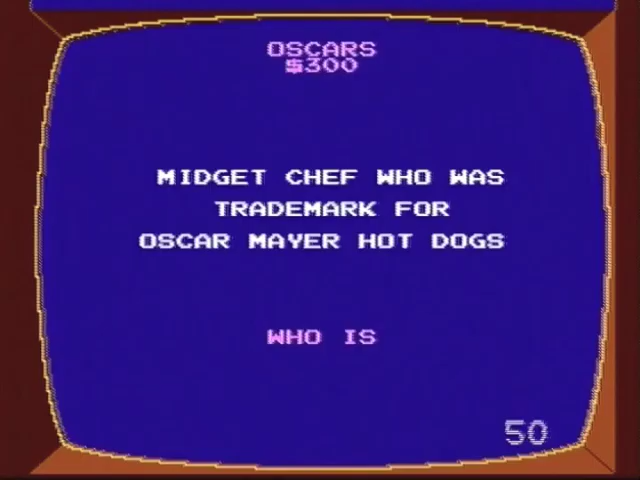 OSCARS
$300
MIDGET CHEF WHO WAS
TRADEMARK FOR
OSCAR MAYER HOT DOGS
WHO IS
50